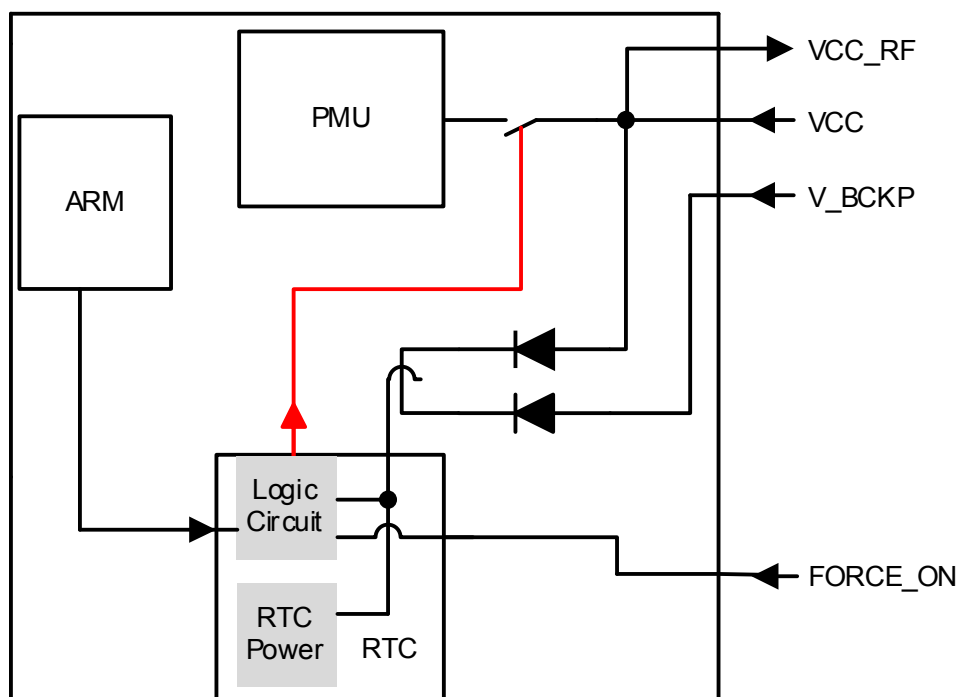 VCC_RF
PMU
VCC
ARM
V_BCKP
Logic
Circuit
FORCE_ON
RTC
Power
RTC